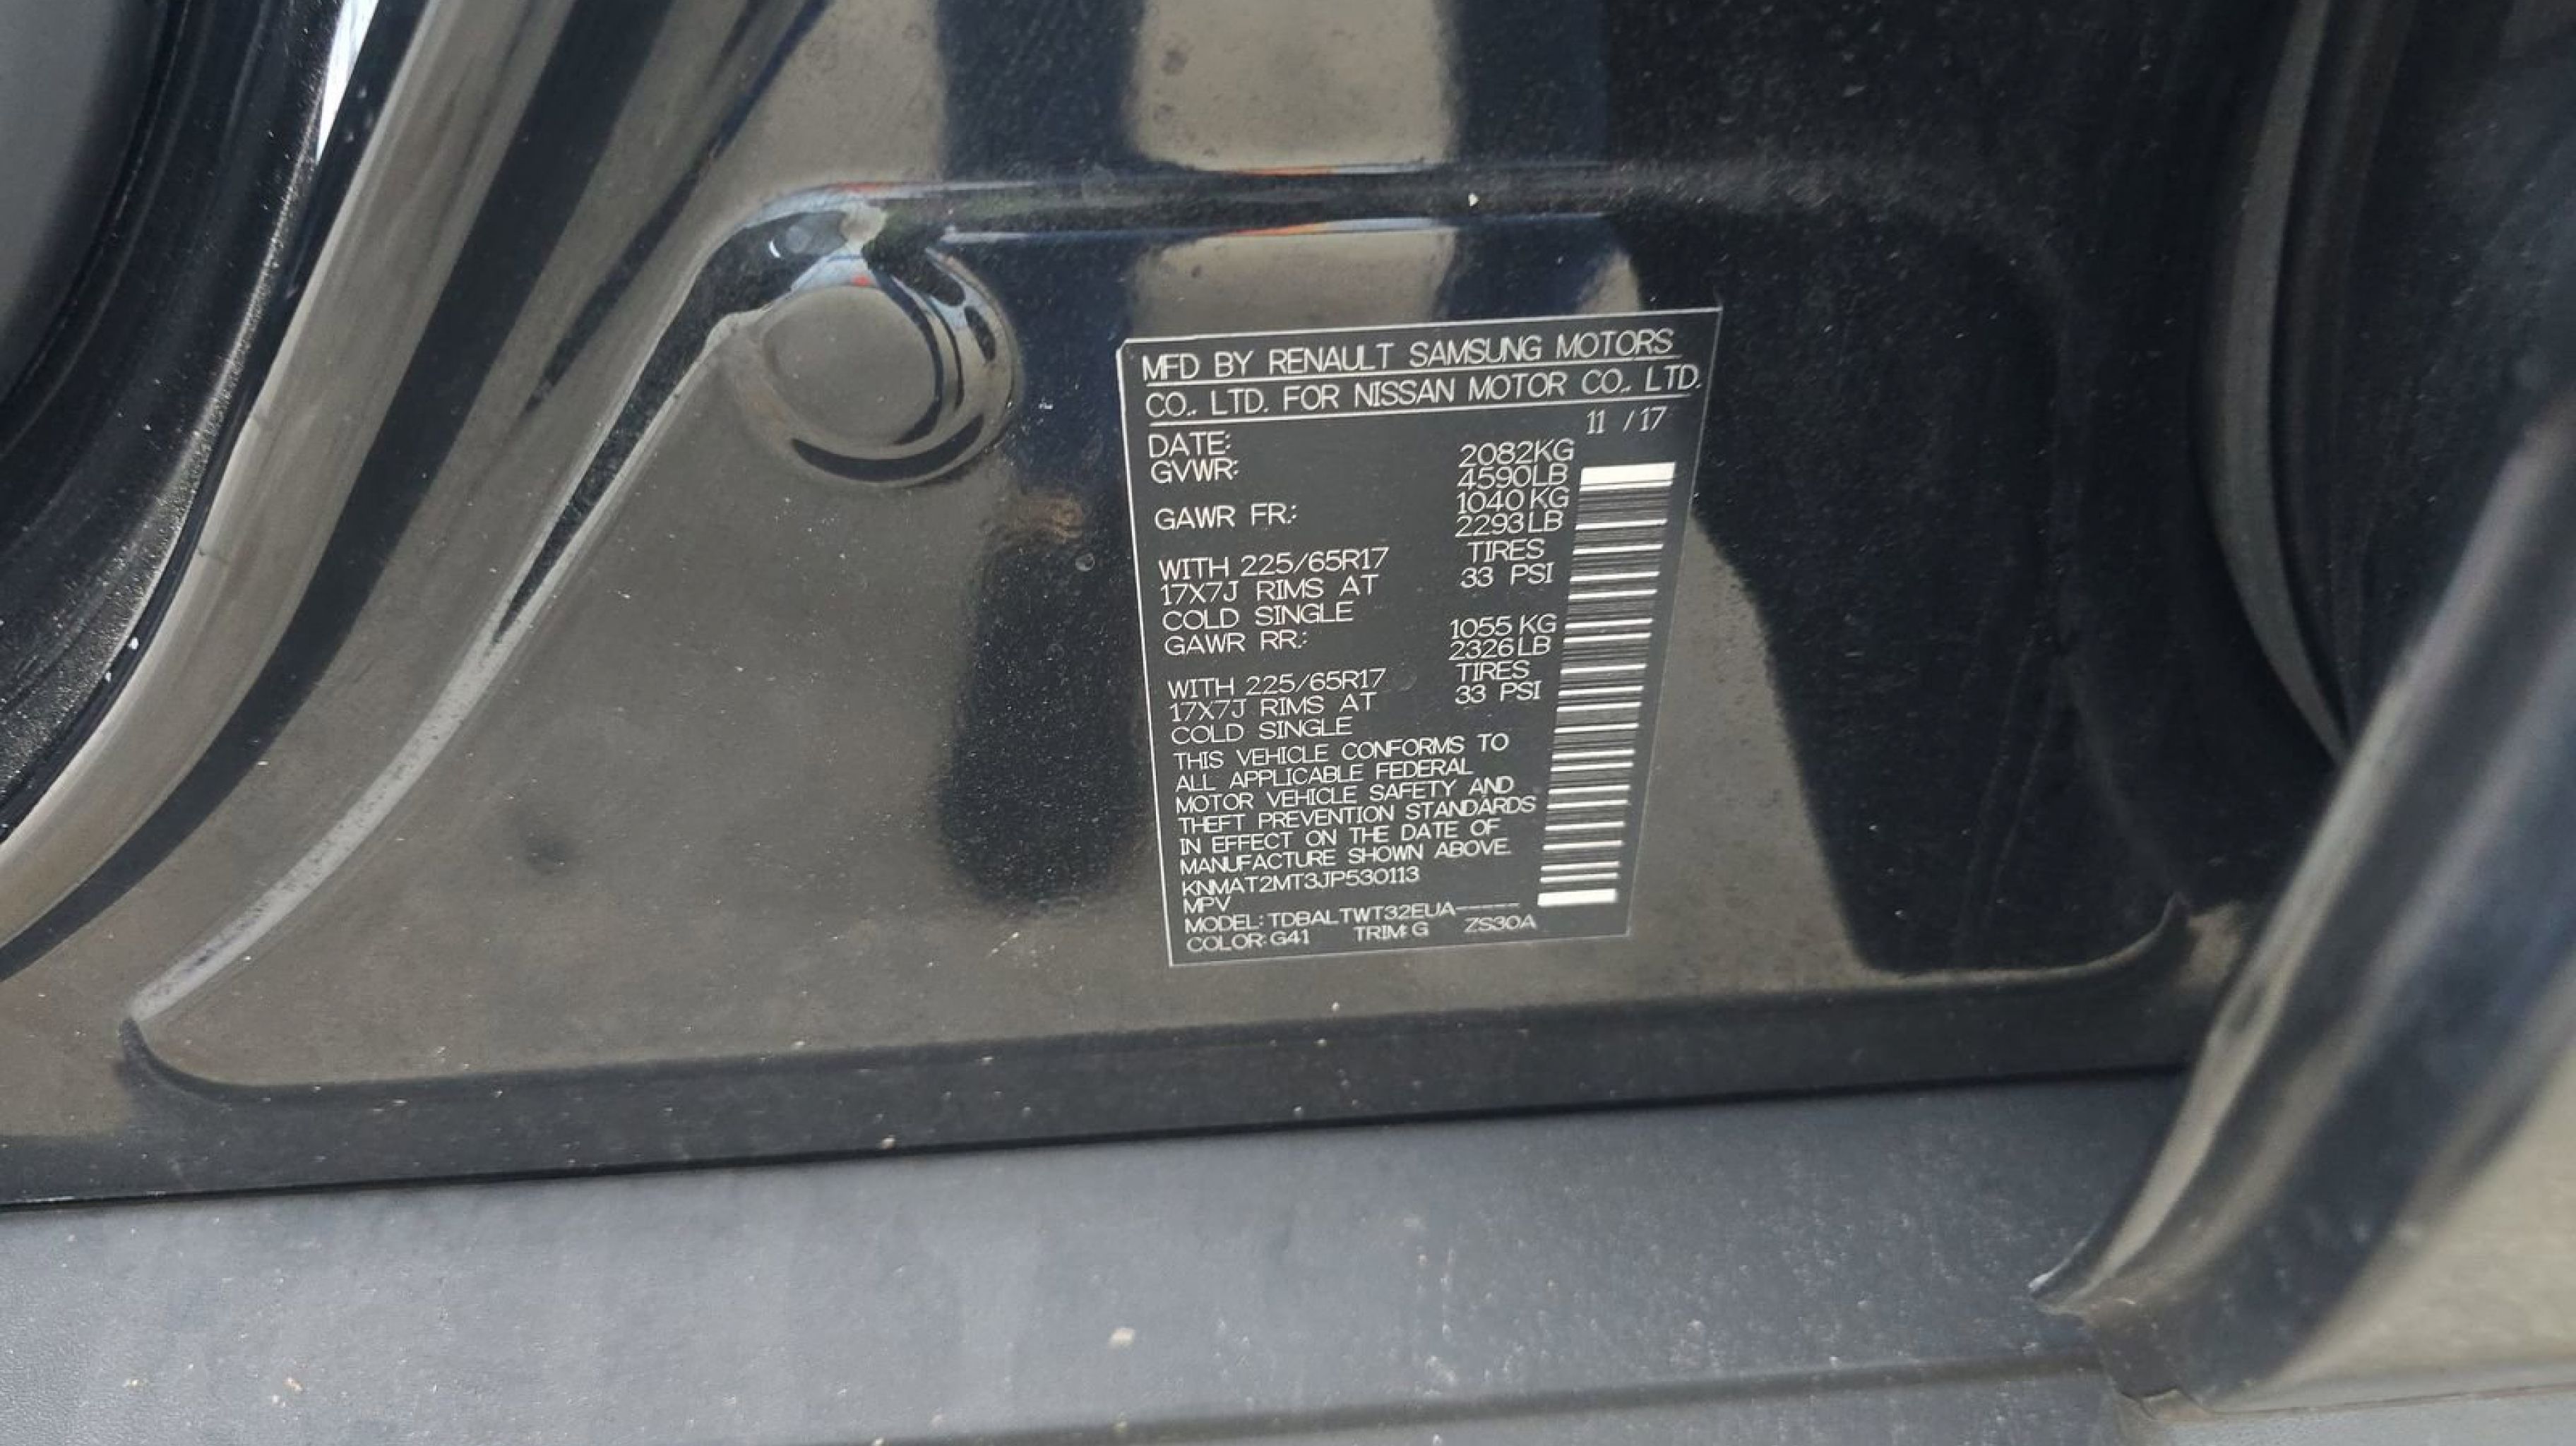 MFD BY RENAULT SAMSUNG MOTORS
CO., LTD. FOR NISSAN MOTOR CO., LTD.
DATE: 11 /17
GVWR: 2082KG
4590LB
GAWR FR.: 1040KG
2293LB
WITH 225/65R17 TIRES
17X7J RIMS AT 33 PSI
COLD SINGLE
GAWR RR.: 1055KG
2326LB
WITH 225/65R17 TIRES
17X7J RIMS AT 33 PSI
COLD SINGLE
THIS VEHICLE CONFORMS TO
ALL APPLICABLE FEDERAL
MOTOR VEHICLE SAFETY AND
THEFT PREVENTION STANDARDS
IN EFFECT ON THE DATE OF
MANUFACTURE SHOWN ABOVE.
KNMAT2MT3JP530113
MPV
MODEL: TDBALTWT32EUA-----
COLOR: G41 TRIM: G ZS30A